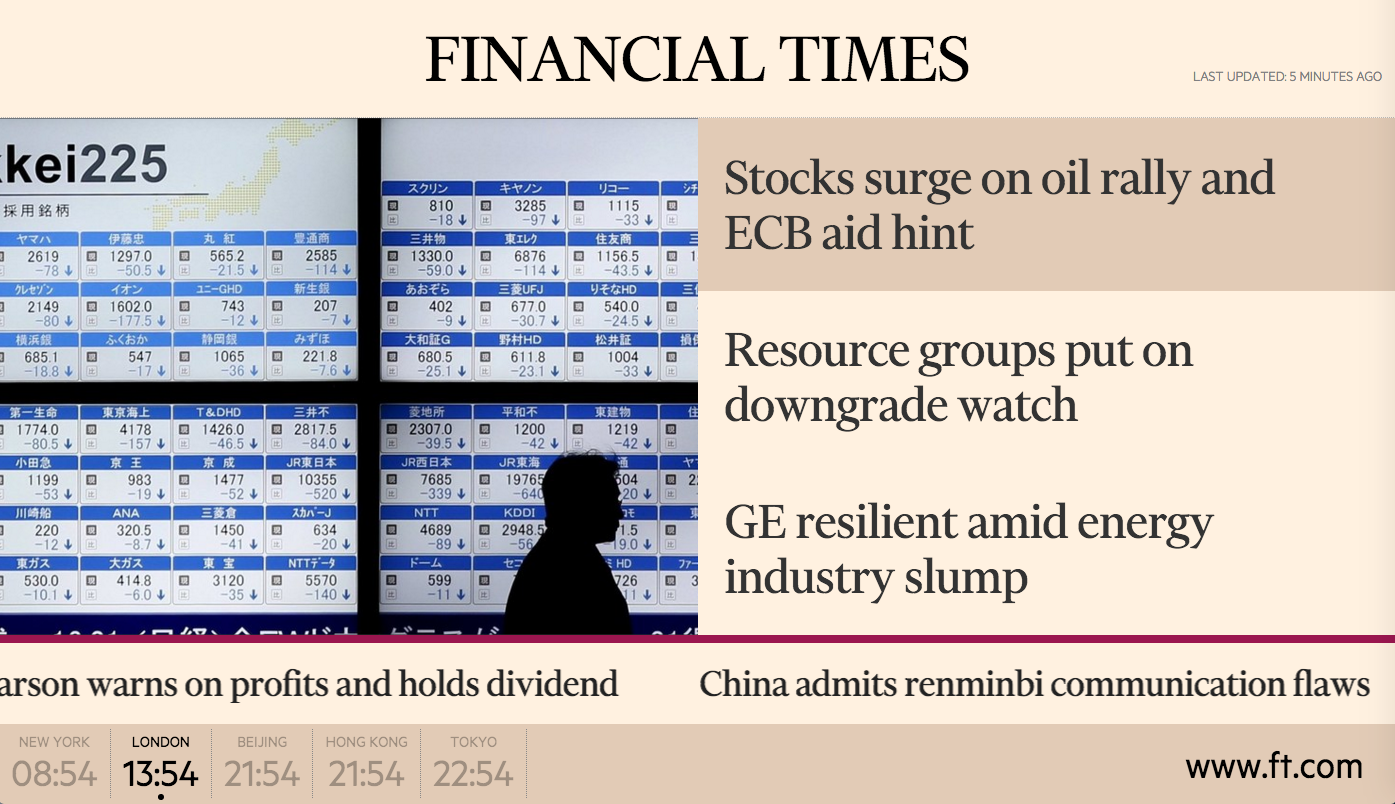 FINANCIAL TIMES
LAST UPDATED: 5 MINUTES AGO
kei225
採用銘柄
ヤマハ 伊藤忠 丸紅 豊通商
2619 1297.0 565.2 2585
-78↓ -50.5↓ -21.5↓ -114↓
クレセゾン イオン ユニーGHD 新生銀
2149 1602.0 743 207
-80↓ -177.5↓ -12↓ -7↓
横浜銀 ふくおか 静岡銀 みずほ
685.1 547 1065 221.8
-18.8↓ -17↓ -36↓ -7.6↓
第一生命 東京海上 T&DHD 三井不
1774.0 4178 1426.0 2817.5
-80.5↓ -157↓ -46.5↓ -84.0↓
小田急 京王 京成 JR東日本
1199 983 1477 10355
-53↓ -19↓ -52↓ -520↓
川崎船 ANA 三菱倉 スカパーJ
220 320.5 1450 634
-12↓ -8.7↓ -41↓ -20↓
東ガス 大ガス 東宝 NTTデータ
530.0 414.8 3120 5570
-10.1↓ -6.0↓ -35↓ -140↓
スクリン キヤノン リコー
810 3285 1115
-18↓ -97↓ -33↓
三井物 東エレク 住友商
1330.0 6876 1156.5
-59.0↓ -114↓ -43.5↓
あおぞら 三菱UFJ りそなHD
402 677.0 540.0
-9↓ -30.7↓ -24.5↓
大和証G 野村HD 松井証
680.5 611.8 1004
-25.1↓ -23.1↓ -33↓
菱地所 平和不 東建物
2307.0 1200 1219
-39.5↓ -42↓ -42↓
JR西日本 JR東海
7685 19765
-339↓ -640
NTT KDDI
4689 2948.5
-89↓ -56
ドーム セコ
599
-11↓
Stocks surge on oil rally and
ECB aid hint
Resource groups put on
downgrade watch
GE resilient amid energy
industry slump
arson warns on profits and holds dividend China admits renminbi communication flaws
NEW YORK LONDON BEIJING HONG KONG TOKYO
08:54 13:54 21:54 21:54 22:54
www.ft.com